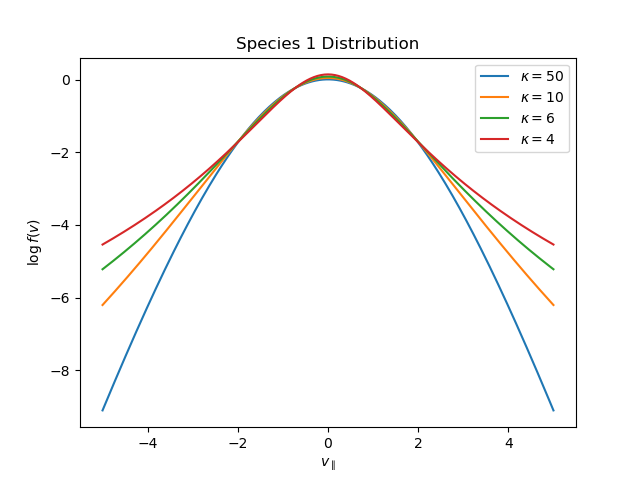 Species 1 Distribution
κ = 50
κ = 10
κ = 6
κ = 4
log f(v)
0
−2
−4
−6
−8
−4
−2
0
2
4
v∥